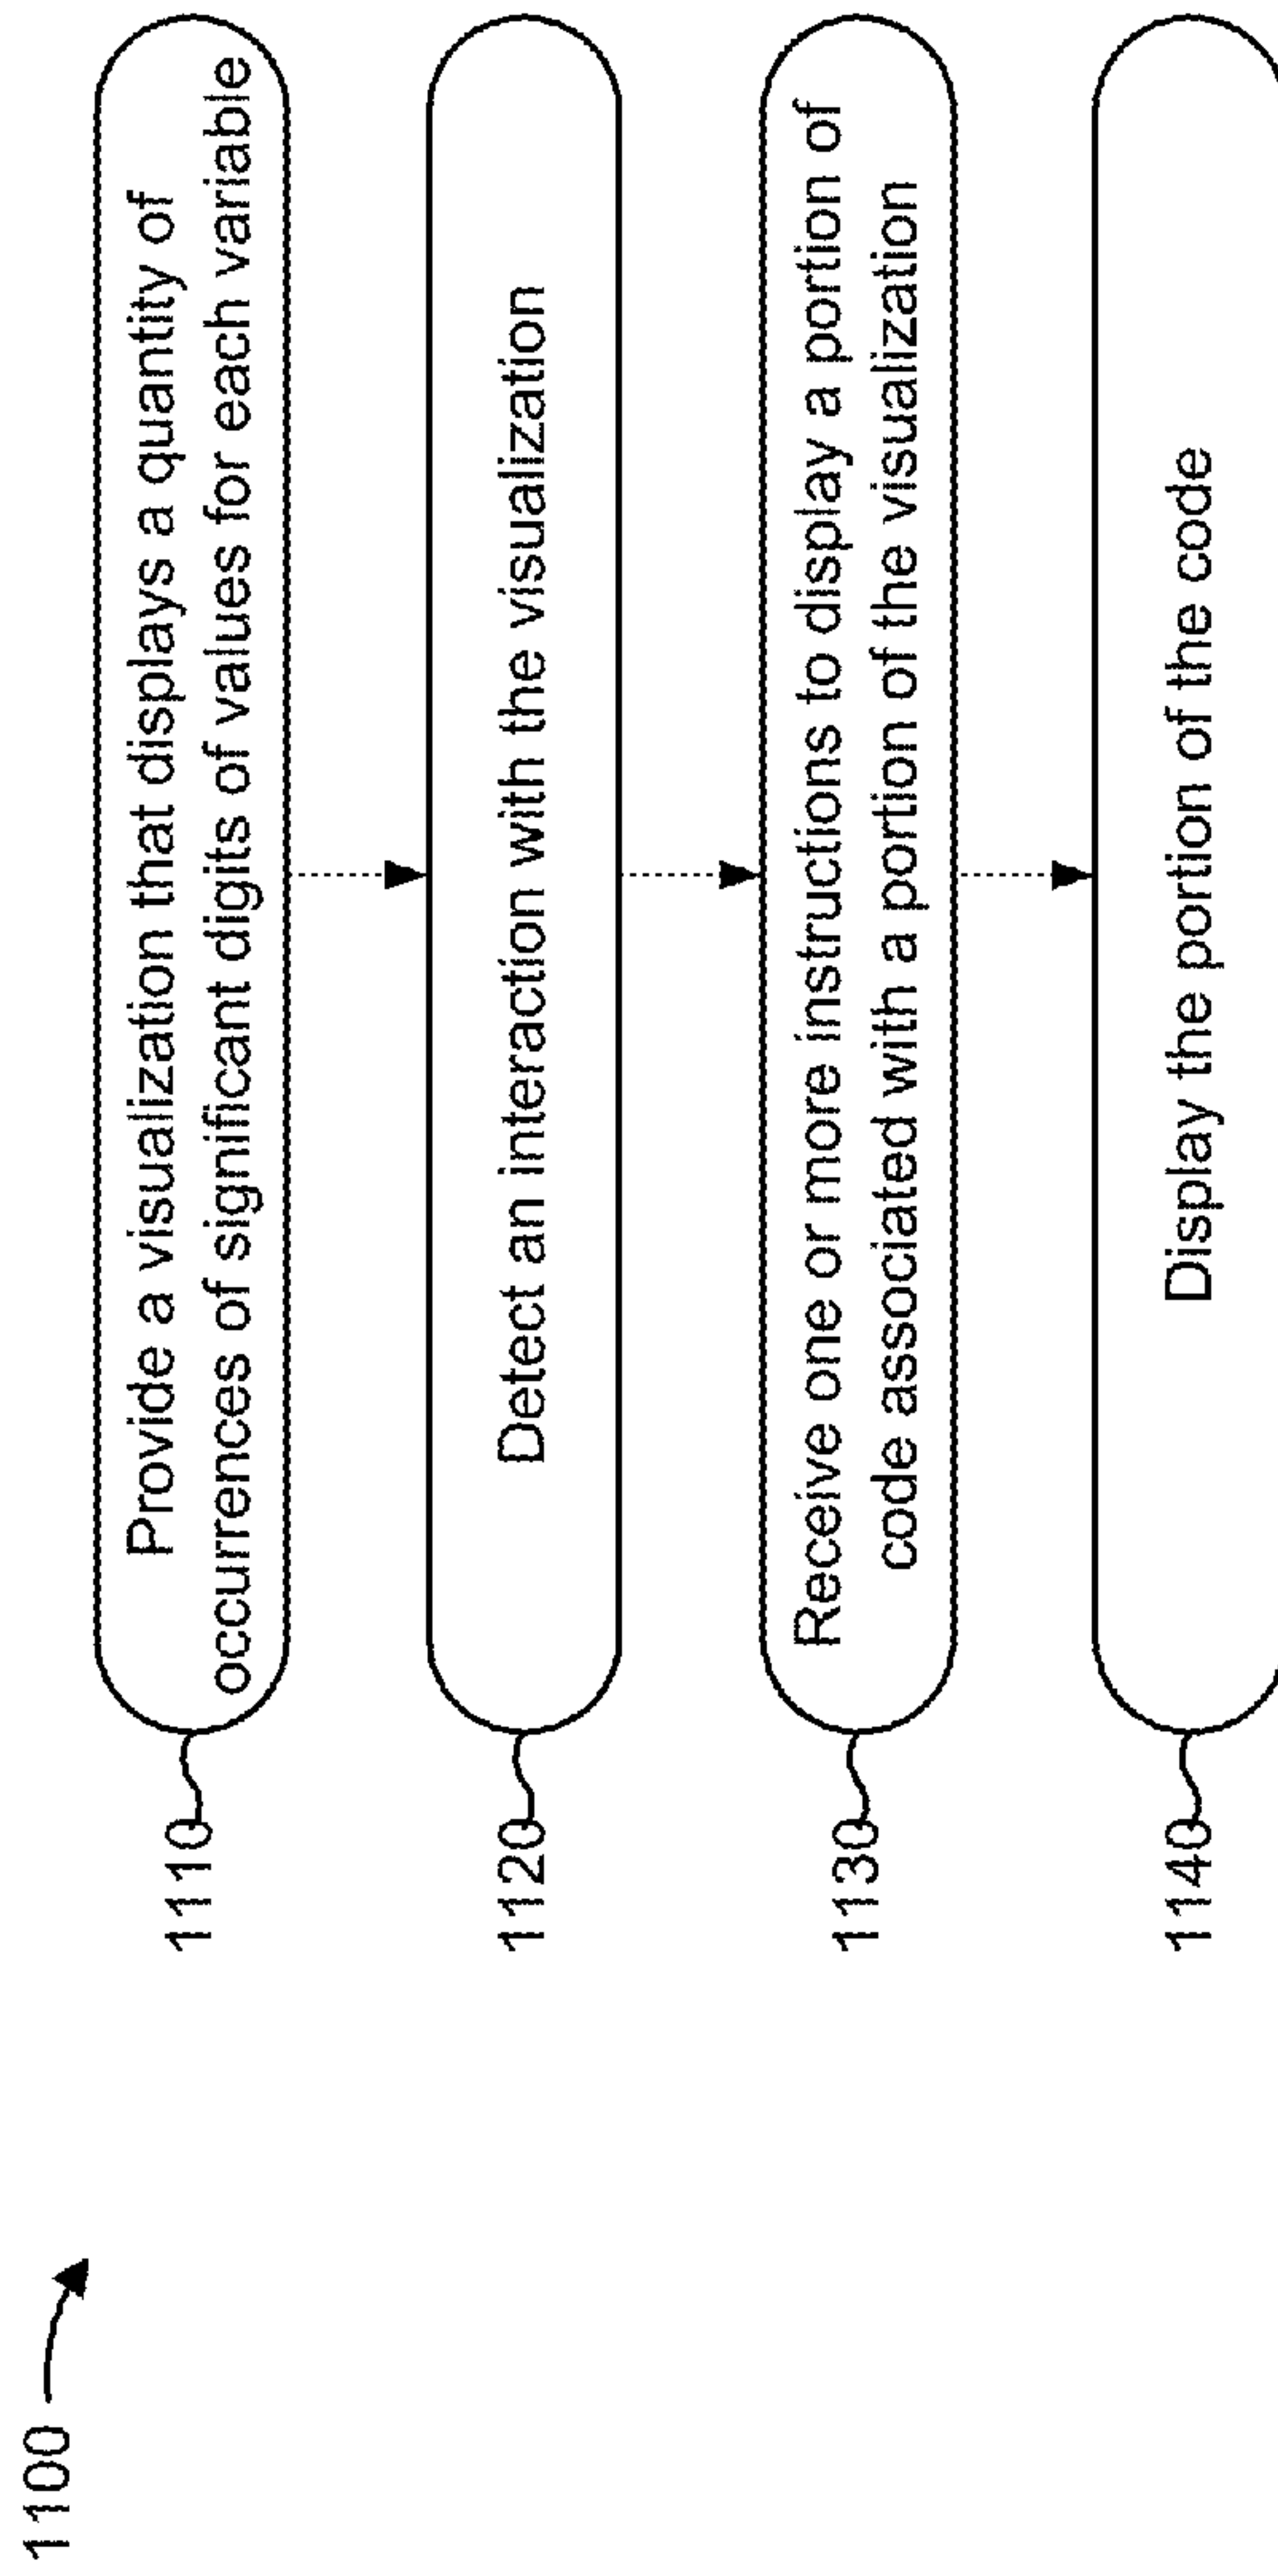 1100
1110
Provide a visualization that displays a quantity of
occurrences of significant digits of values for each variable
1120
Detect an interaction with the visualization
1130
Receive one or more instructions to display a portion of
code associated with a portion of the visualization
1140
Display the portion of the code